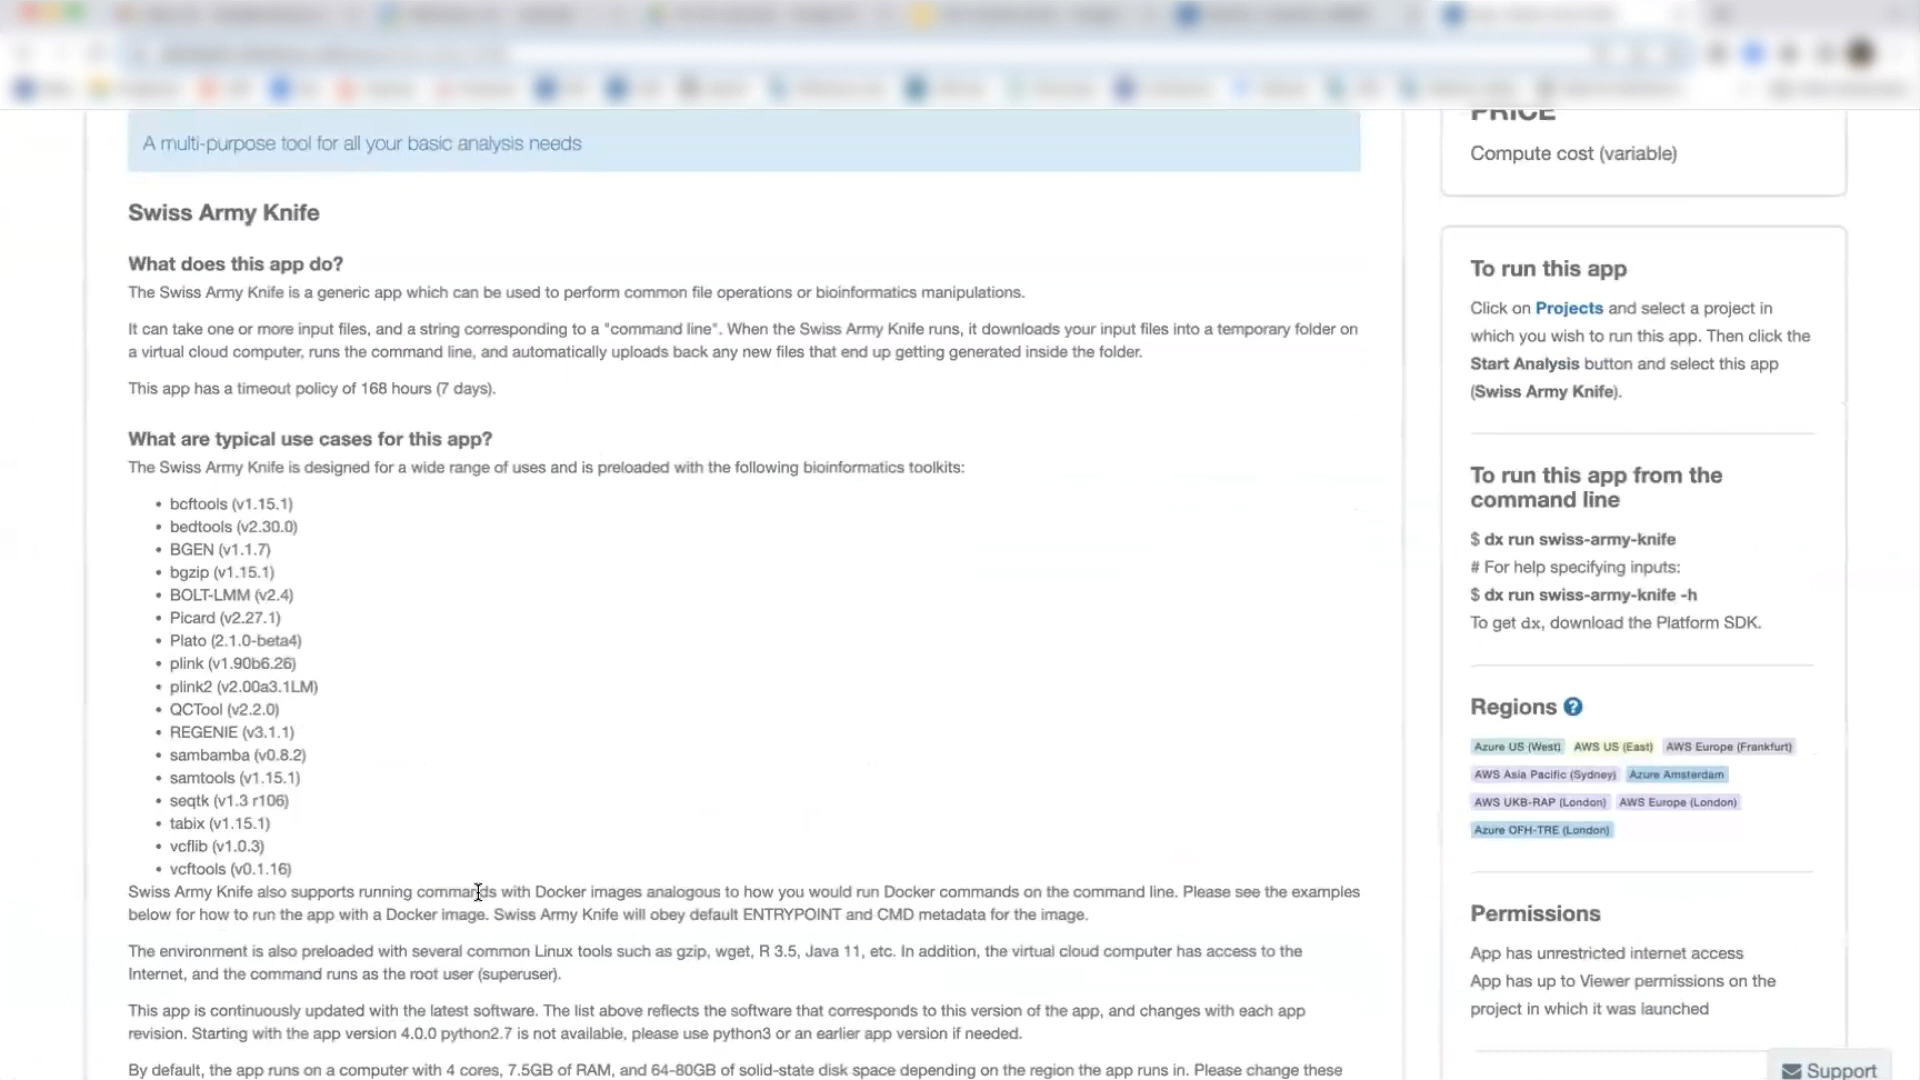 A multi-purpose tool for all your basic analysis needs
Swiss Army Knife
What does this app do?
The Swiss Army Knife is a generic app which can be used to perform common file operations or bioinformatics manipulations.
It can take one or more input files, and a string corresponding to a "command line". When the Swiss Army Knife runs, it downloads your input files into a temporary folder on
a virtual cloud computer, runs the command line, and automatically uploads back any new files that end up getting generated inside the folder.
This app has a timeout policy of 168 hours (7 days).
What are typical use cases for this app?
The Swiss Army Knife is designed for a wide range of uses and is preloaded with the following bioinformatics toolkits:
• bcftools (v1.15.1)
• bedtools (v2.30.0)
• BGEN (v1.1.7)
• bgzip (v1.15.1)
• BOLT-LMM (v2.4)
• Picard (v2.27.1)
• Plato (2.1.0-beta4)
• plink (v1.90b6.26)
• plink2 (v2.00a3.1LM)
• QCTool (v2.2.0)
• REGENIE (v3.1.1)
• sambamba (v0.8.2)
• samtools (v1.15.1)
• seqtk (v1.3 r106)
• tabix (v1.15.1)
• vcflib (v1.0.3)
• vcftools (v0.1.16)
Swiss Army Knife also supports running commands with Docker images analogous to how you would run Docker commands on the command line. Please see the examples
below for how to run the app with a Docker image. Swiss Army Knife will obey default ENTRYPOINT and CMD metadata for the image.
The environment is also preloaded with several common Linux tools such as gzip, wget, R 3.5, Java 11, etc. In addition, the virtual cloud computer has access to the
Internet, and the command runs as the root user (superuser).
This app is continuously updated with the latest software. The list above reflects the software that corresponds to this version of the app, and changes with each app
revision. Starting with the app version 4.0.0 python2.7 is not available, please use python3 or an earlier app version if needed.
By default, the app runs on a computer with 4 cores, 7.5GB of RAM, and 64-80GB of solid-state disk space depending on the region the app runs in. Please change these
PRICE
Compute cost (variable)
To run this app
Click on Projects and select a project in
which you wish to run this app. Then click the
Start Analysis button and select this app
(Swiss Army Knife).
To run this app from the
command line
$ dx run swiss-army-knife
# For help specifying inputs:
$ dx run swiss-army-knife -h
To get dx, download the Platform SDK.
Regions ?
Azure US (West) AWS US (East) AWS Europe (Frankfurt)
AWS Asia Pacific (Sydney) Azure Amsterdam
AWS UKB-RAP (London) AWS Europe (London)
Azure OFH-TRE (London)
Permissions
App has unrestricted internet access
App has up to Viewer permissions on the
project in which it was launched
Support